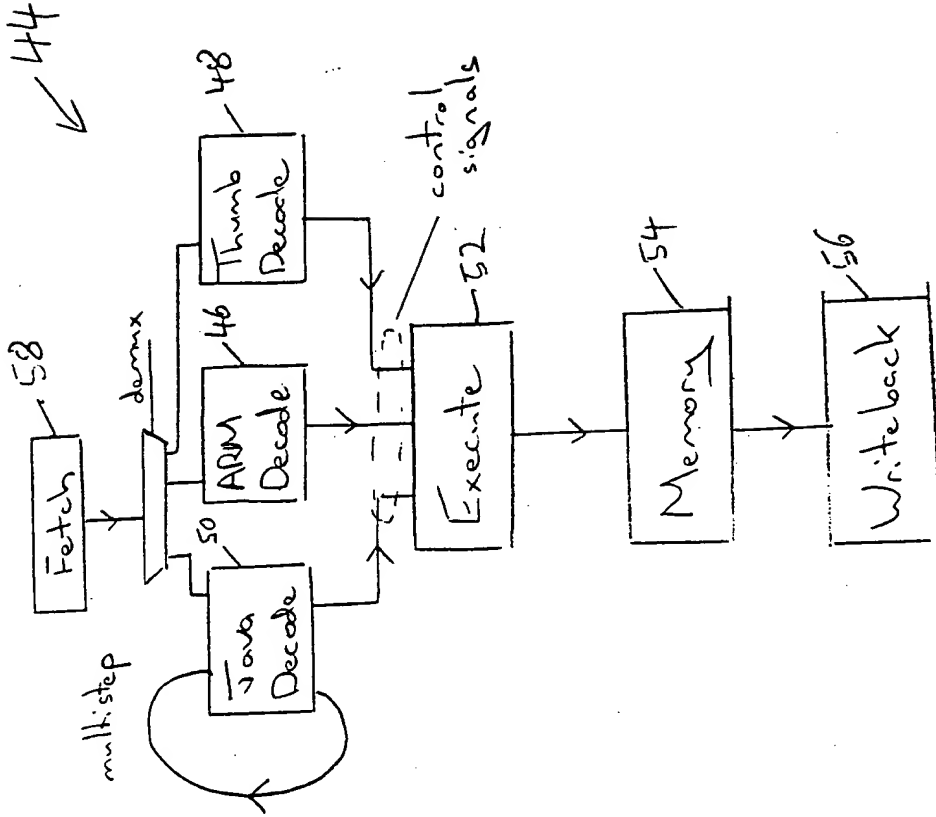 44
Fetch
58
demux
multistep
Java
Decode
50
ARM
Decode
46
Thumb
Decode
48
control
signals
Execute
52
Memory
54
Writeback
56